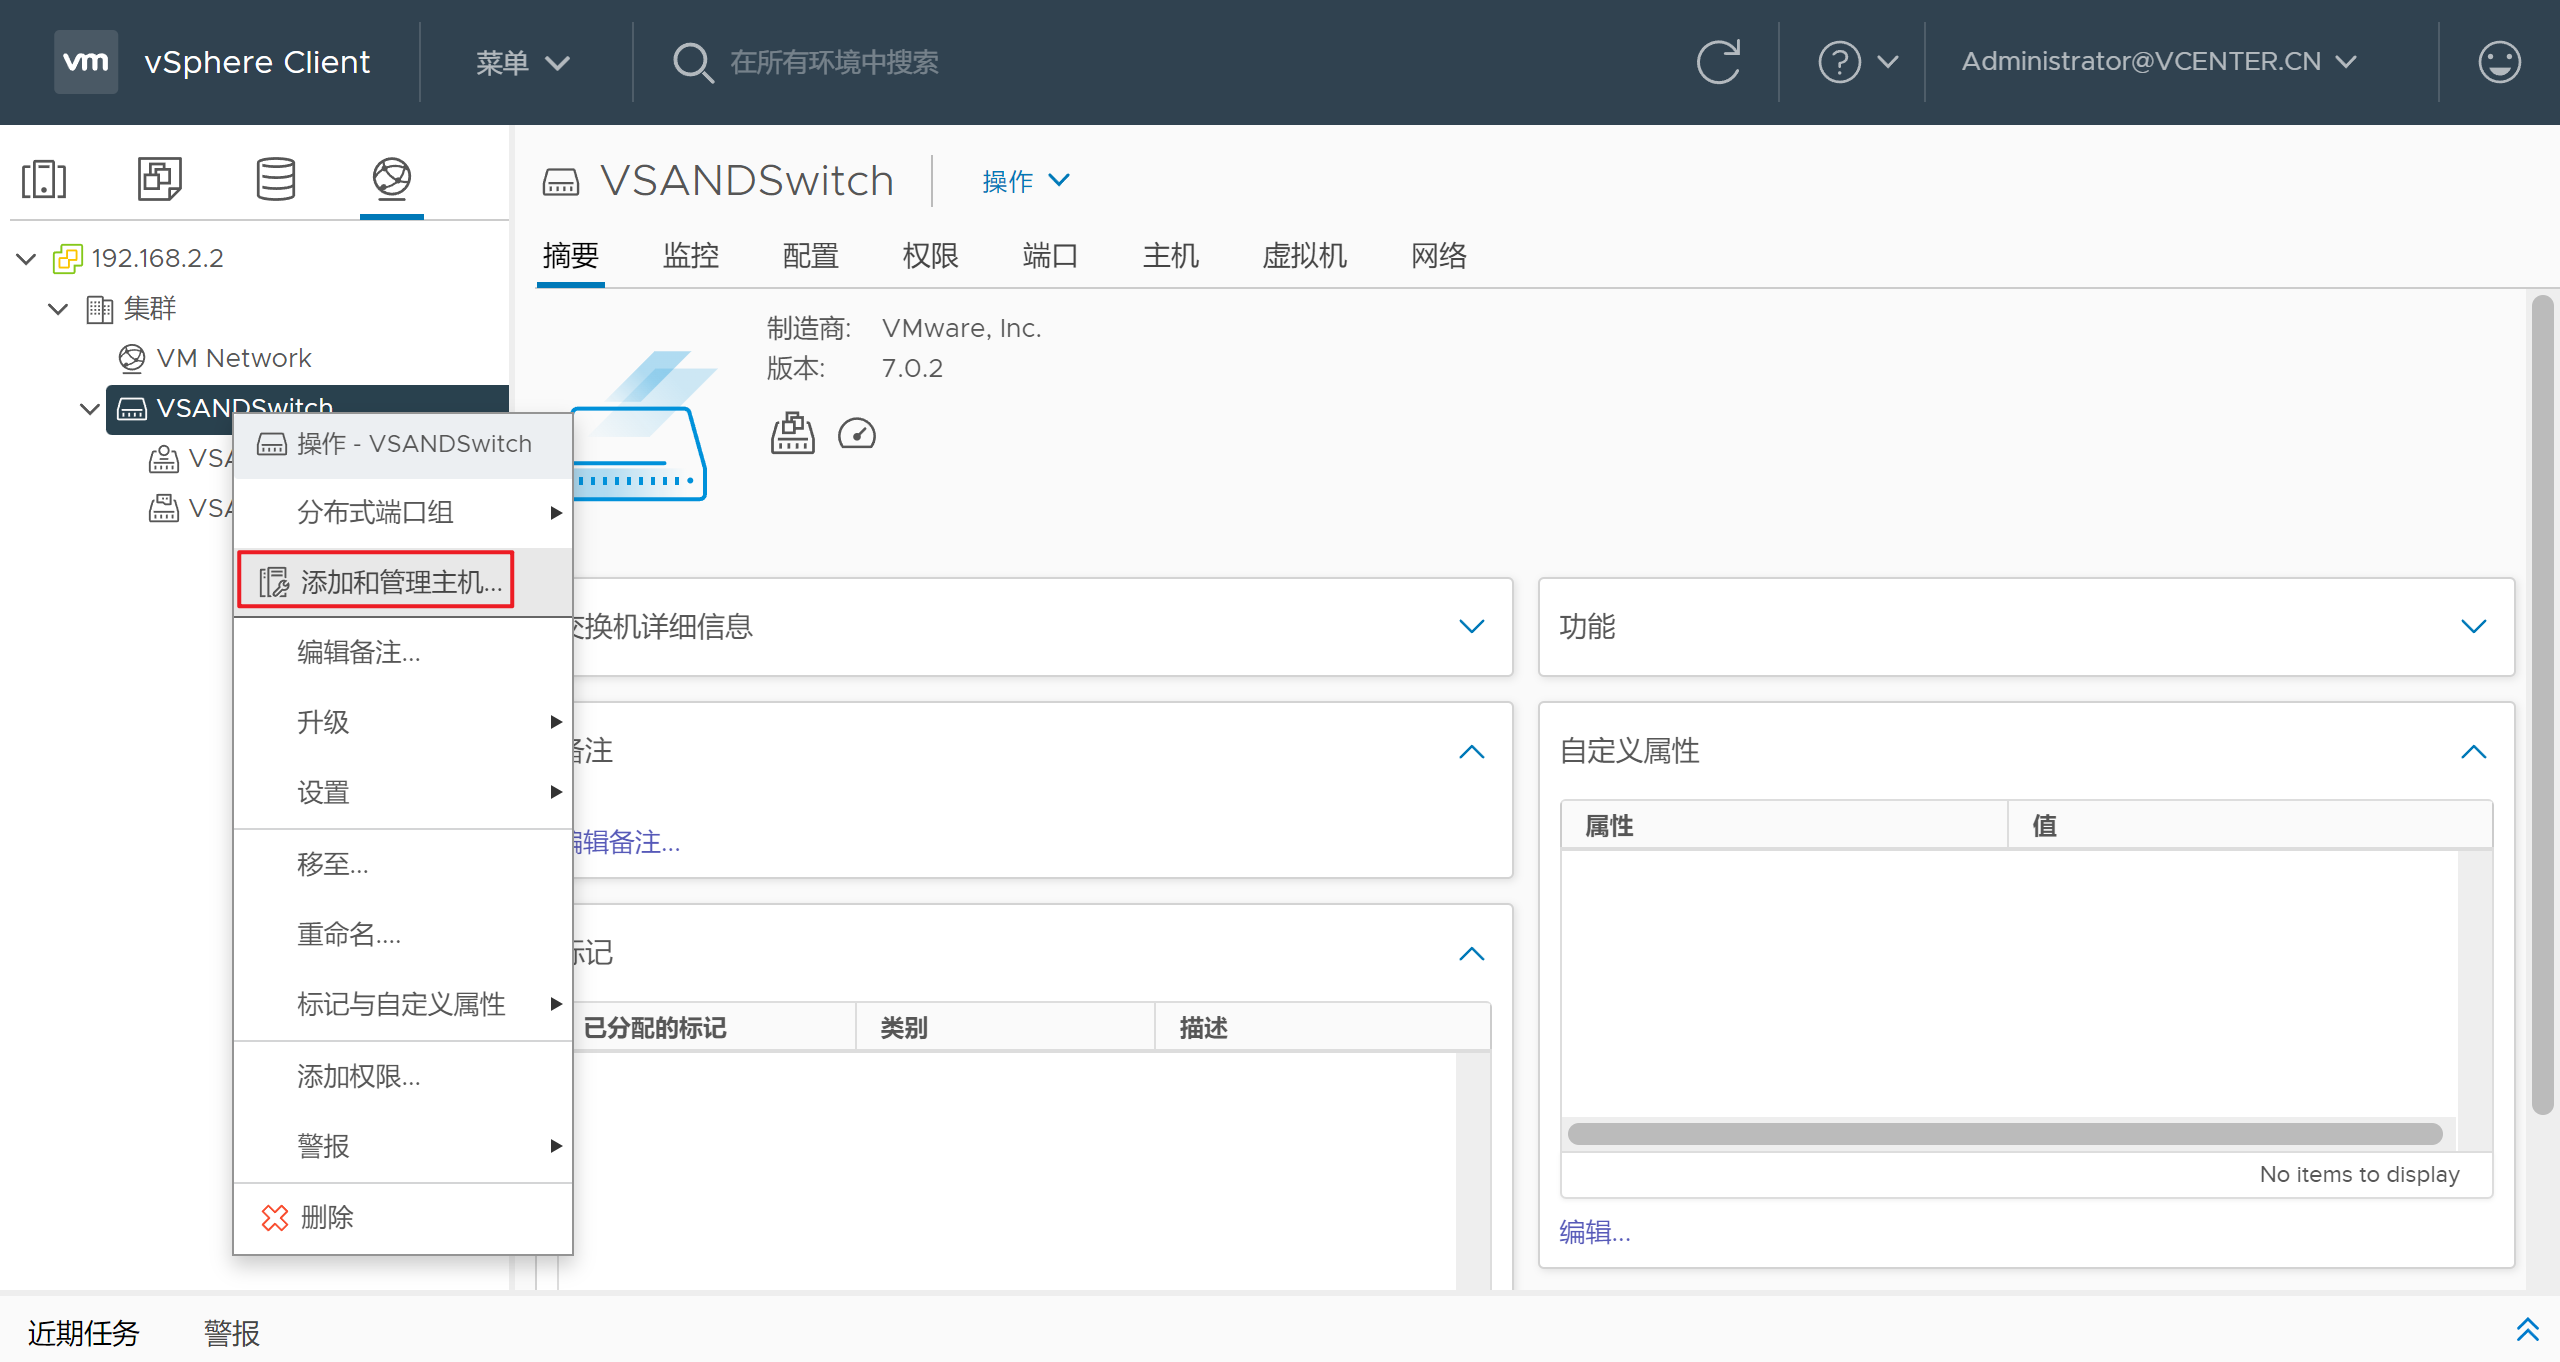 vm vSphere Client 菜单 在所有环境中搜索 Administrator@VCENTER.CN
192.168.2.2
集群
VM Network
VSANDSwitch
VSA
VSA
操作 - VSANDSwitch
分布式端口组
添加和管理主机...
编辑备注...
升级
设置
移至...
重命名....
标记与自定义属性
添加权限...
警报
删除
VSANDSwitch 操作
摘要 监控 配置 权限 端口 主机 虚拟机 网络
制造商: VMware, Inc.
版本: 7.0.2
交换机详细信息
备注
编辑备注...
标记
已分配的标记 类别 描述
功能
自定义属性
属性 值
No items to display
编辑...
近期任务 警报